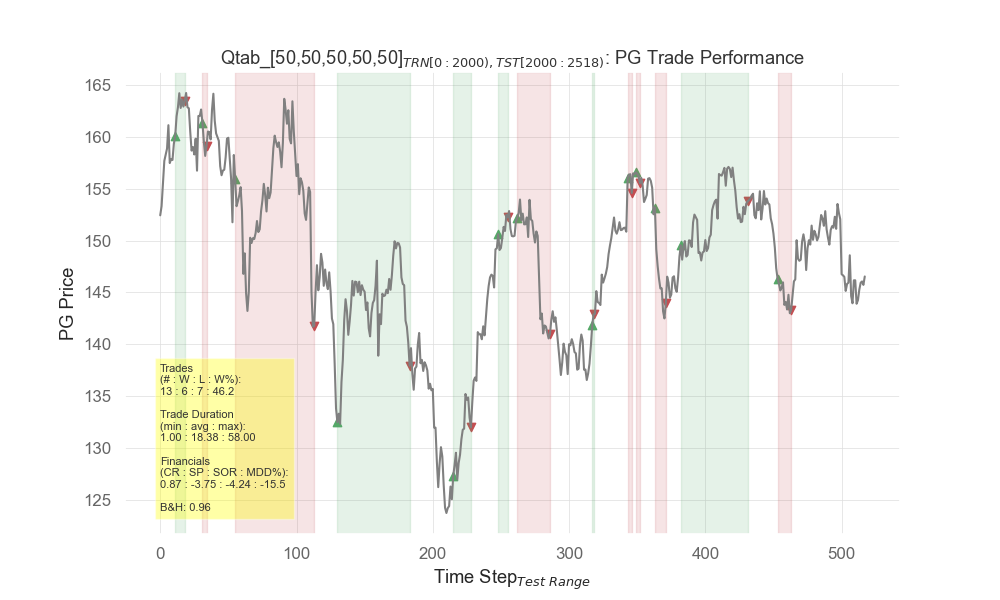 Qtab_[50,50,50,50,50]TRN[0:2000),TST[2000:2518): PG Trade Performance
165
160
155
150
145
140
135
130
125
PG Price
Trades
(# : W : L : W%):
13 : 6 : 7 : 46.2
Trade Duration
(min : avg : max):
1.00 : 18.38 : 58.00
Financials
(CR : SP : SOR : MDD%):
0.87 : -3.75 : -4.24 : -15.5
B&H: 0.96
0 100 200 300 400 500
Time StepTest Range